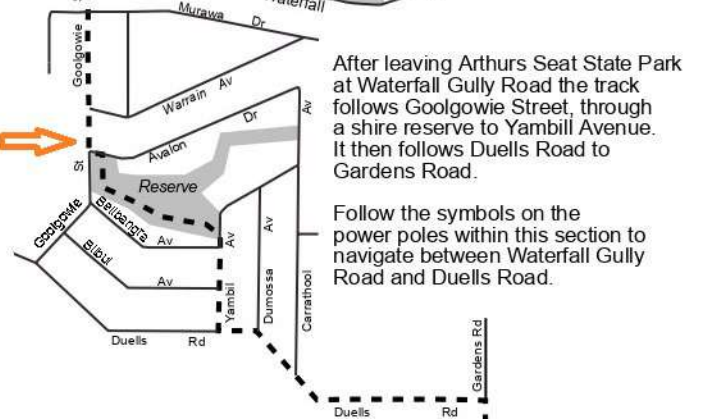 Waterfall
Murawa Dr
Goolgowie
Warrain Av
Avalon Dr
Av
St
Reserve
Goolgowie
Bellbangra Av
Bilbul Av
Yambil Av
Dumossa Av
Carrathool
Duells Rd
Gardens Rd
Duells Rd
After leaving Arthurs Seat State Park
at Waterfall Gully Road the track
follows Goolgowie Street, through
a shire reserve to Yambill Avenue.
It then follows Duells Road to
Gardens Road.
Follow the symbols on the
power poles within this section to
navigate between Waterfall Gully
Road and Duells Road.